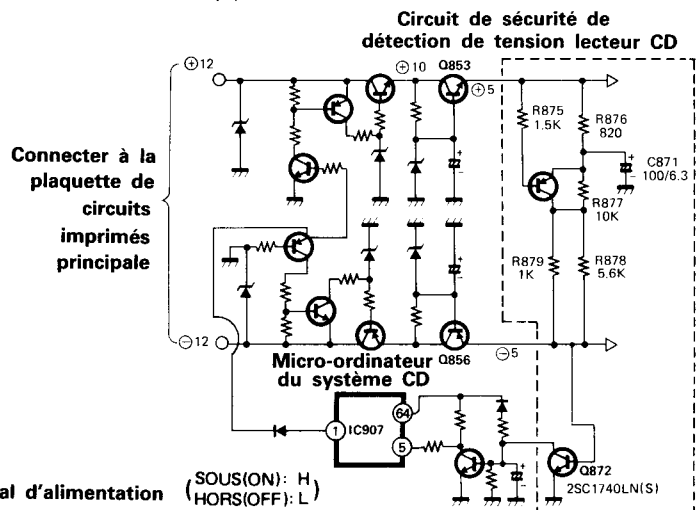 Circuit de sécurité de
détection de tension lecteur CD
⊕12
⊕10
Q853
⊕5
R875
1.5K
R876
820
C871
100/6.3
R877
10K
R879
1K
R878
5.6K
Connecter à la
plaquette de
circuits
imprimés
principale
⊖12
Q856
⊖5
Micro-ordinateur
du système CD
1
IC907
64
5
Q872
2SC1740LN(S)
al d'alimentation
(SOUS(ON): H
HORS(OFF): L)